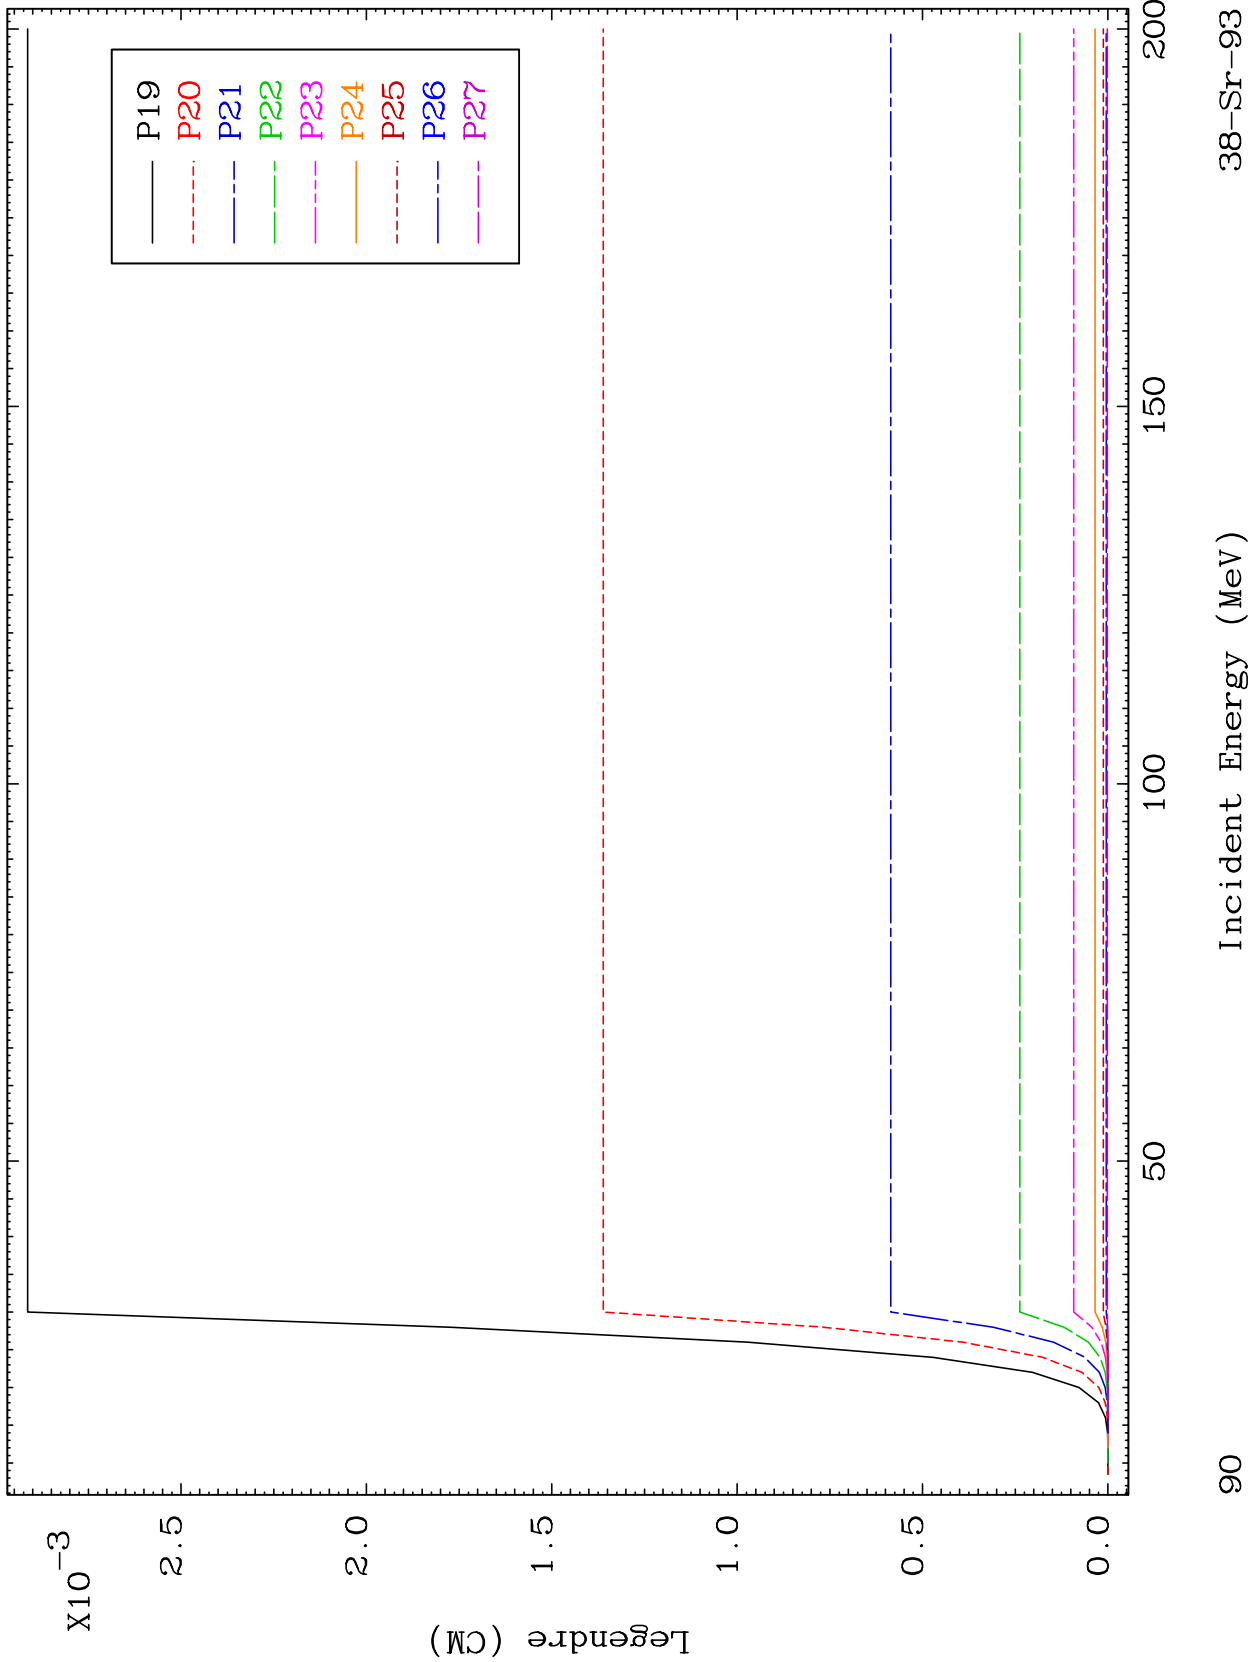 X10-3
2.5
2.0
1.5
1.0
0.5
0.0
Legendre (CM)
P19
P20
P21
P22
P23
P24
P25
P26
P27
50
100
150
200
90
Incident Energy (MeV)
38-Sr-93